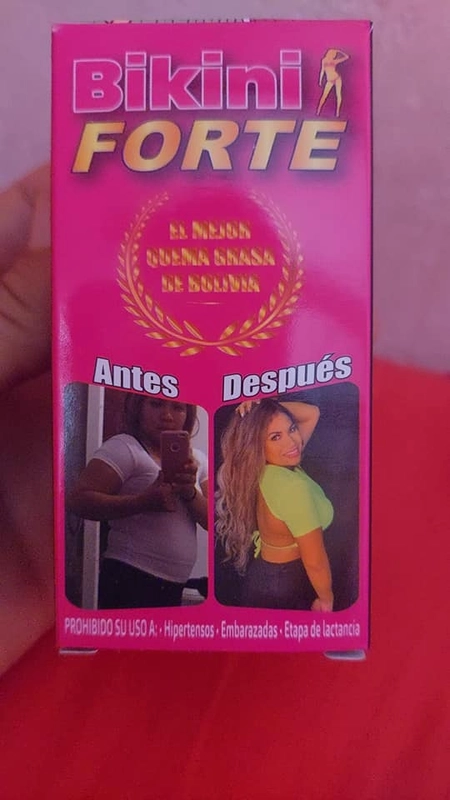 Bikini
FORTE
EL MEJOR
QUEMA GRASA
DE BOLIVIA
Antes
Después
PROHIBIDO SU USO A: · Hipertensos · Embarazadas · Etapa de lactancia